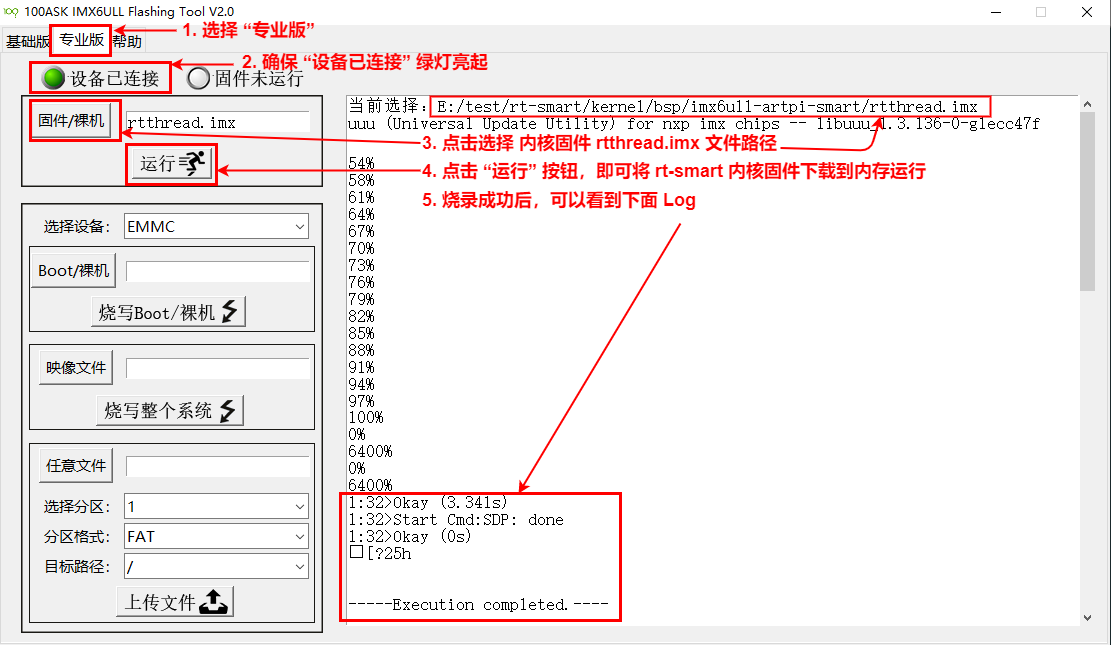 100ASK IMX6ULL Flashing Tool V2.0
基础版 专业版 帮助
1. 选择 “专业版”
2. 确保 “设备已连接” 绿灯亮起
设备已连接 固件未运行
固件/裸机 rtthread.imx
运行
当前选择: E:/test/rt-smart/kernel/bsp/imx6ull-artpi-smart/rtthread.imx
uuu (Universal Update Utility) for nxp imx chips -- libuuu_1.3.136-0-g1ecc47f
3. 点击选择 内核固件 rtthread.imx 文件路径
4. 点击 “运行” 按钮，即可将 rt-smart 内核固件下载到内存运行
5. 烧录成功后，可以看到下面 Log
54%
58%
61%
64%
67%
70%
73%
76%
79%
82%
85%
88%
91%
94%
97%
100%
0%
6400%
0%
6400%
1:32>Okay (3.341s)
1:32>Start Cmd:SDP: done
1:32>Okay (0s)
□[?25h
-----Execution completed.----
选择设备: EMMC
Boot/裸机
烧写Boot/裸机
映像文件
烧写整个系统
任意文件
选择分区: 1
分区格式: FAT
目标路径: /
上传文件